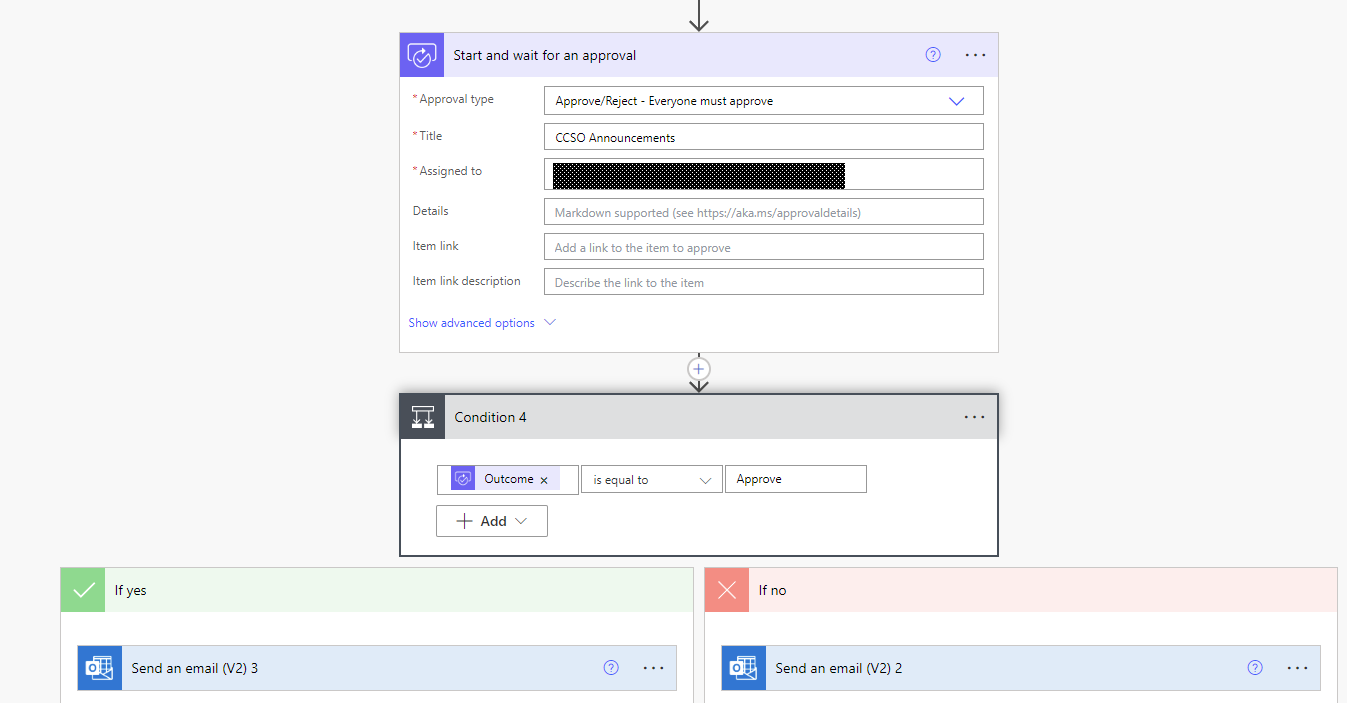 Start and wait for an approval
* Approval type Approve/Reject - Everyone must approve
* Title CCSO Announcements
* Assigned to
Details Markdown supported (see https://aka.ms/approvaldetails)
Item link Add a link to the item to approve
Item link description Describe the link to the item
Show advanced options
Condition 4
Outcome × is equal to Approve
+ Add
If yes If no
Send an email (V2) 3 Send an email (V2) 2